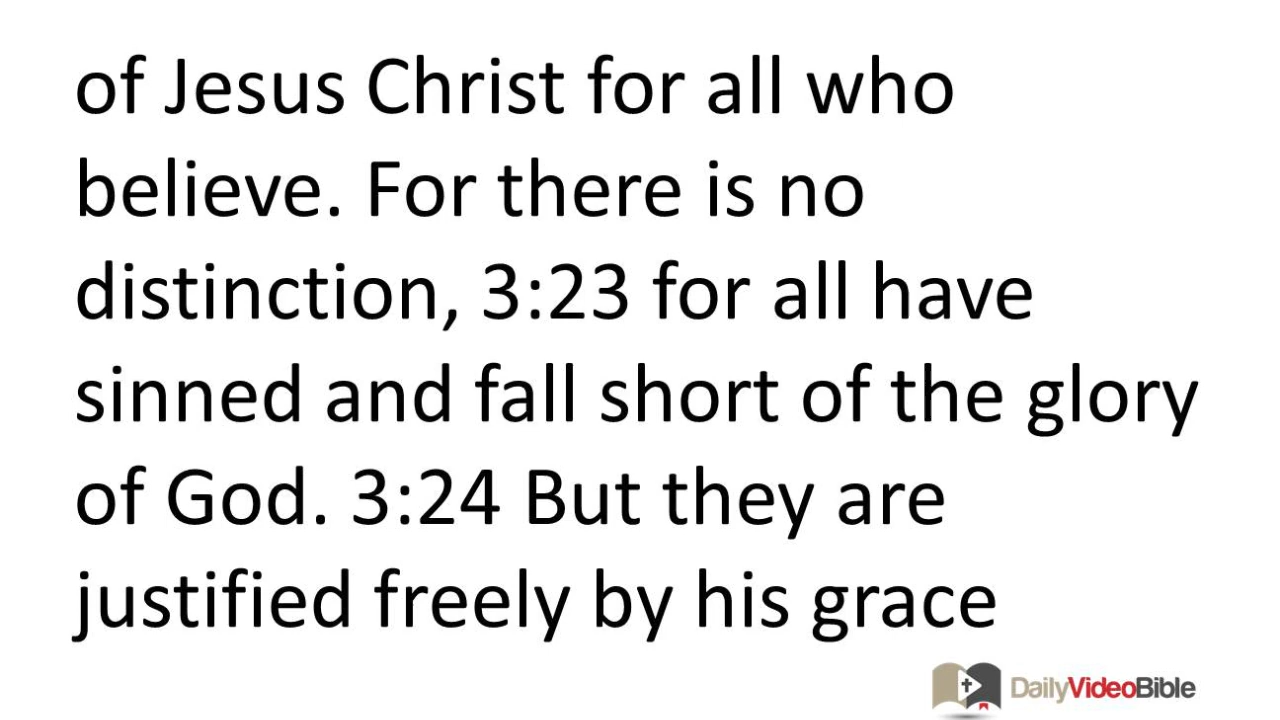 of Jesus Christ for all who
believe. For there is no
distinction, 3:23 for all have
sinned and fall short of the glory
of God. 3:24 But they are
justified freely by his grace
DailyVideoBible